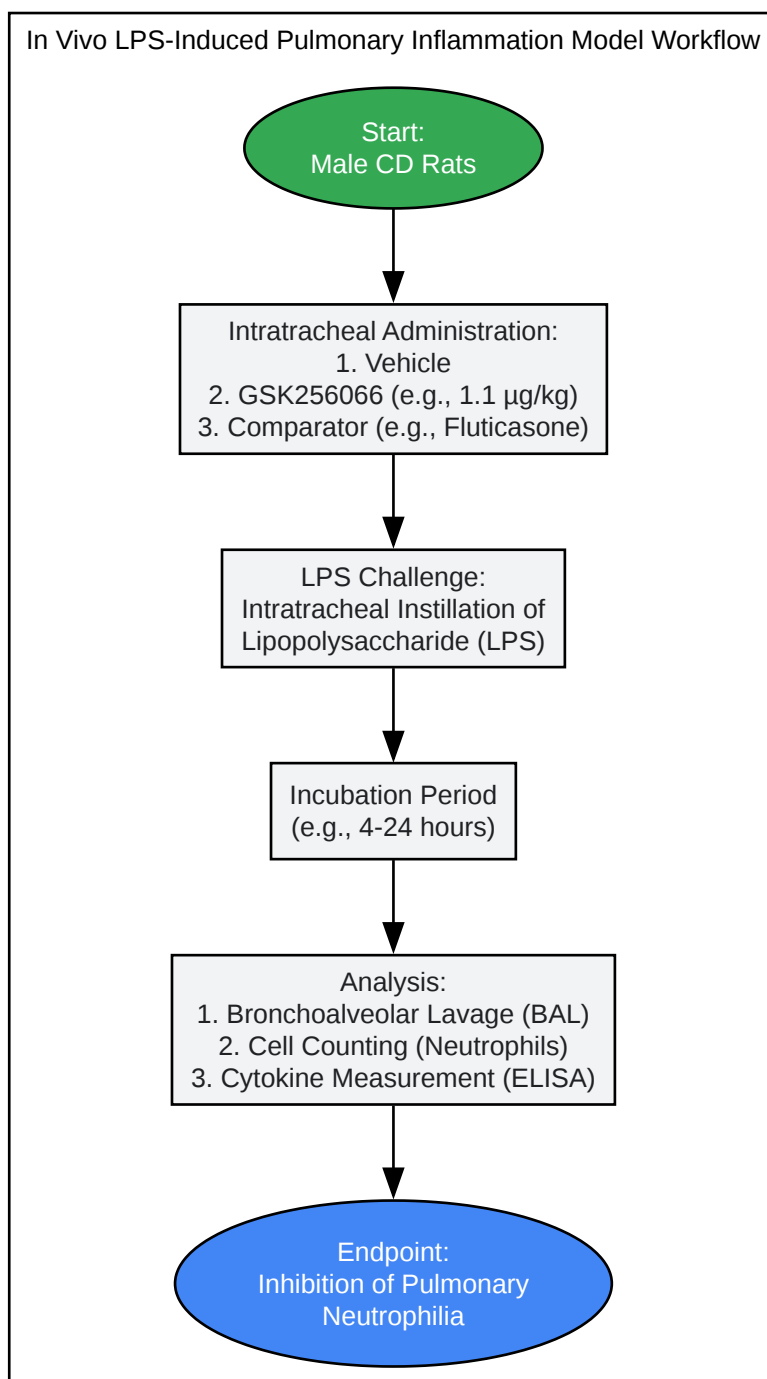 In Vivo LPS-Induced Pulmonary Inflammation Model Workflow
Start:
Male CD Rats
Intratracheal Administration:
1. Vehicle
2. GSK256066 (e.g., 1.1 µg/kg)
3. Comparator (e.g., Fluticasone)
LPS Challenge:
Intratracheal Instillation of
Lipopolysaccharide (LPS)
Incubation Period
(e.g., 4-24 hours)
Analysis:
1. Bronchoalveolar Lavage (BAL)
2. Cell Counting (Neutrophils)
3. Cytokine Measurement (ELISA)
Endpoint:
Inhibition of Pulmonary
Neutrophilia